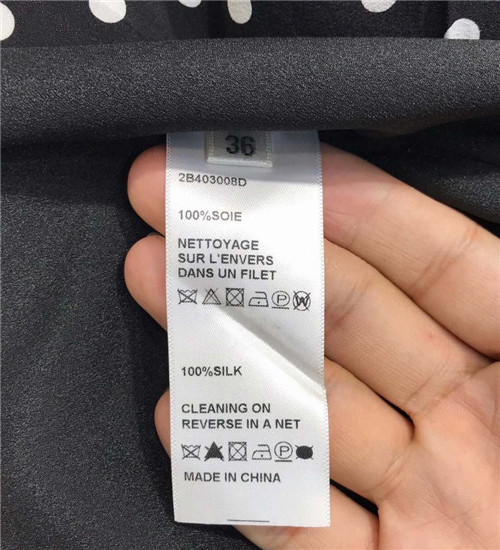 36
2B403008D
100%SOIE
NETTOYAGE
SUR L'ENVERS
DANS UN FILET
P W
100%SILK
CLEANING ON
REVERSE IN A NET
P
MADE IN CHINA